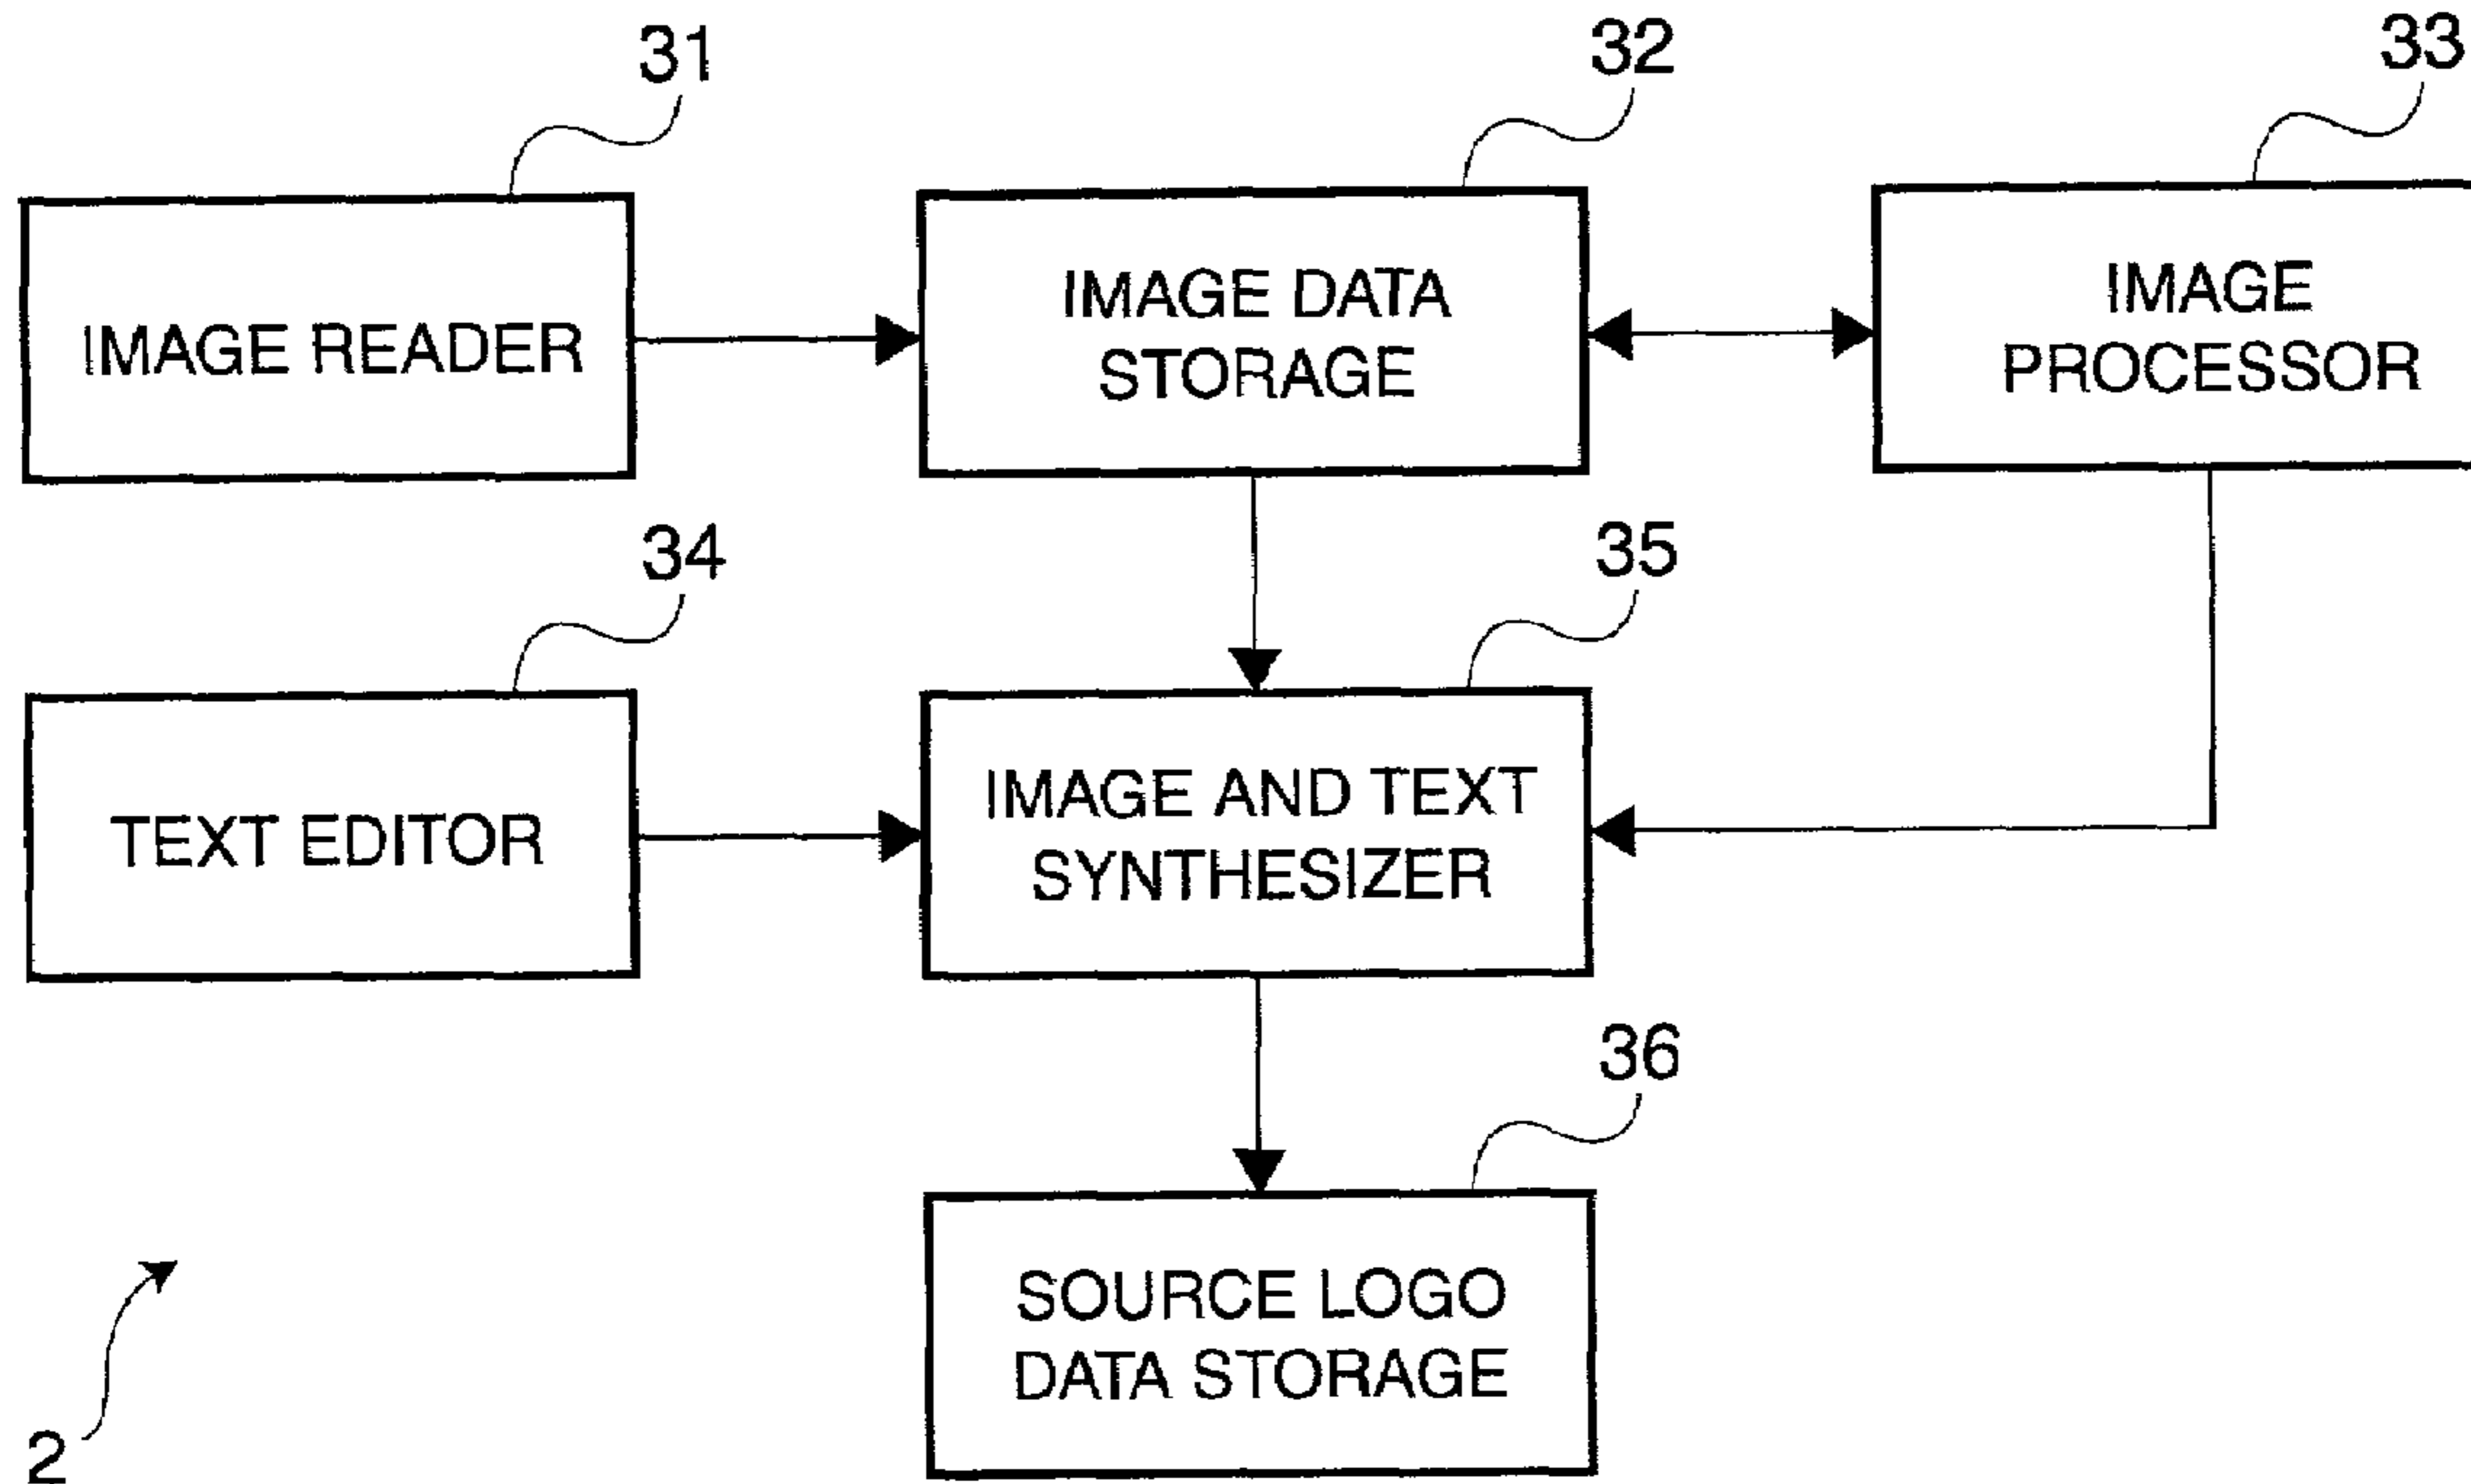 31
32
33
IMAGE READER
IMAGE DATA
STORAGE
IMAGE
PROCESSOR
34
35
TEXT EDITOR
IMAGE AND TEXT
SYNTHESIZER
36
SOURCE LOGO
DATA STORAGE
2